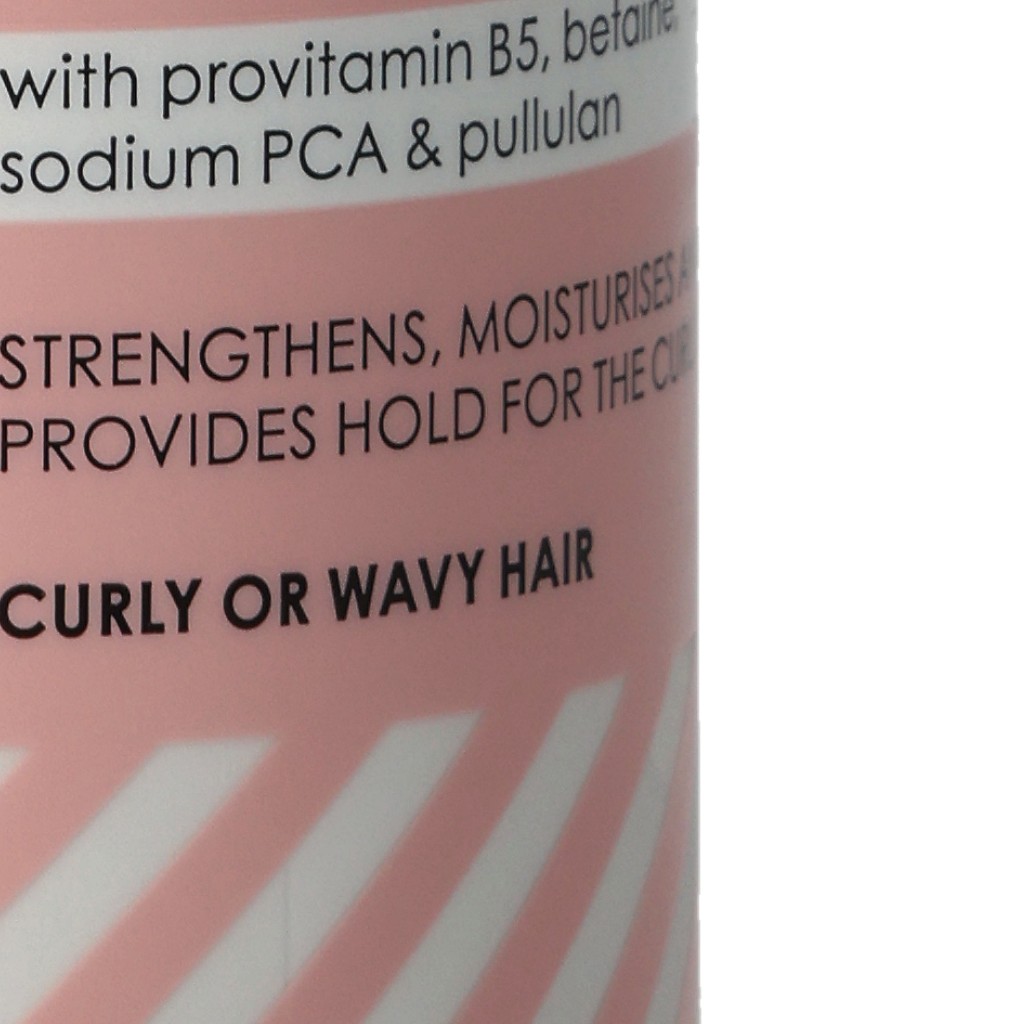 with provitamin B5, betaine,
sodium PCA & pullulan
STRENGTHENS, MOISTURISES
PROVIDES HOLD FOR THE
CURLY OR WAVY HAIR